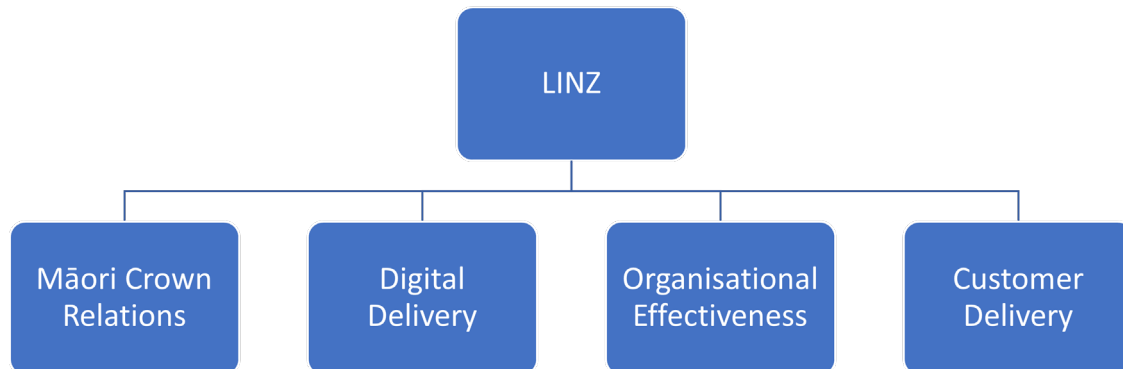 LINZ
Māori Crown
Relations
Digital
Delivery
Organisational
Effectiveness
Customer
Delivery